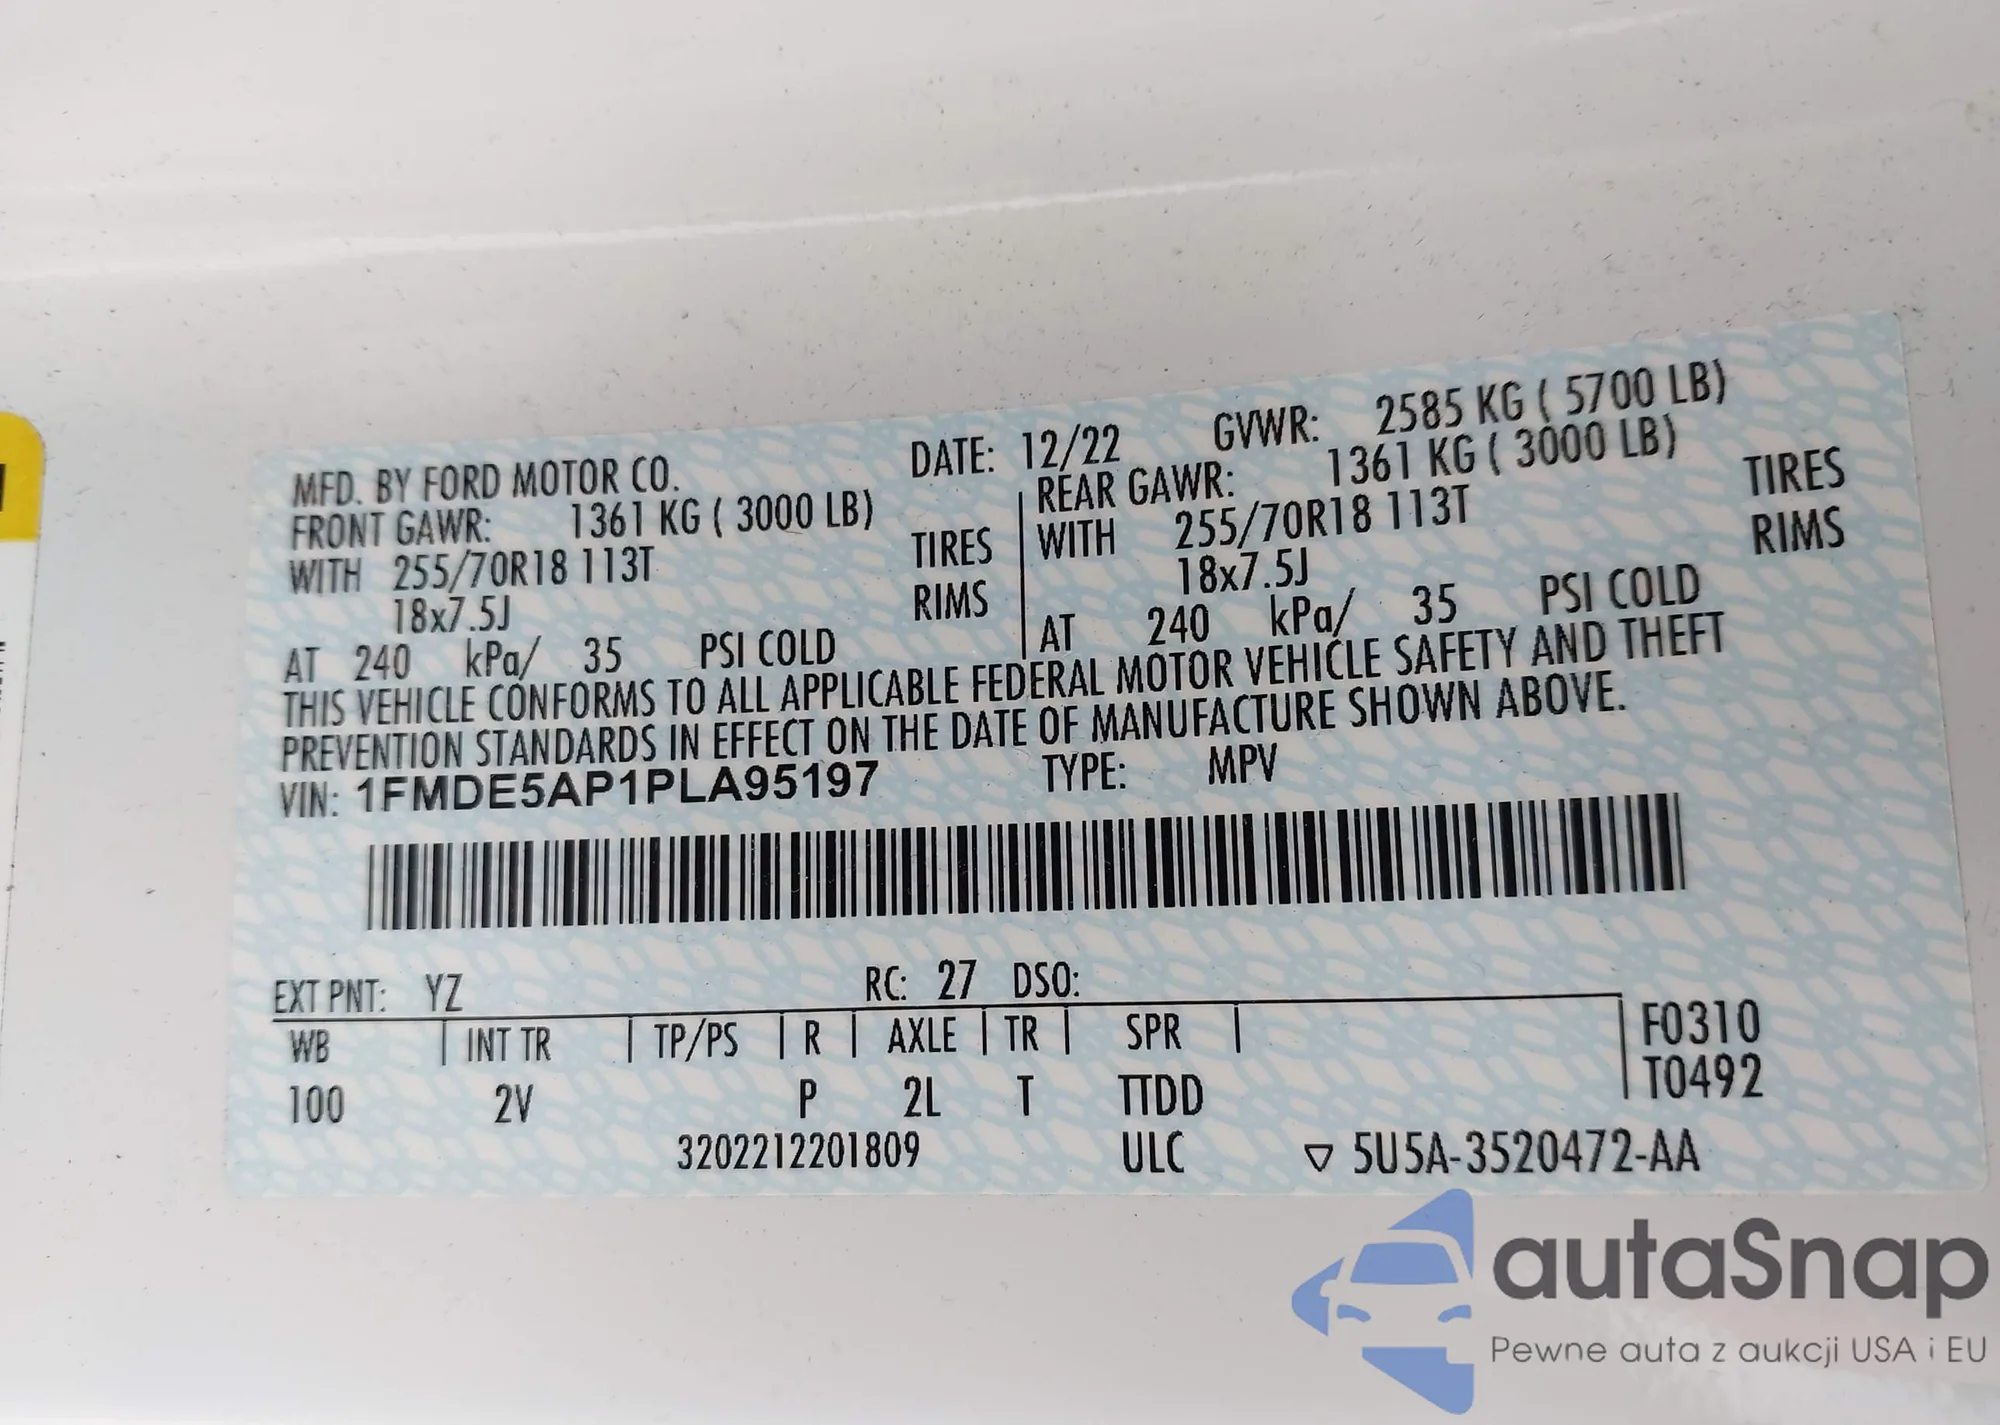 MFD. BY FORD MOTOR CO. DATE: 12/22 GVWR: 2585 KG ( 5700 LB)
FRONT GAWR: 1361 KG ( 3000 LB) REAR GAWR: 1361 KG ( 3000 LB)
WITH 255/70R18 113T TIRES WITH 255/70R18 113T TIRES
18x7.5J RIMS 18x7.5J RIMS
AT 240 kPa/ 35 PSI COLD AT 240 kPa/ 35 PSI COLD
THIS VEHICLE CONFORMS TO ALL APPLICABLE FEDERAL MOTOR VEHICLE SAFETY AND THEFT
PREVENTION STANDARDS IN EFFECT ON THE DATE OF MANUFACTURE SHOWN ABOVE.
VIN: 1FMDE5AP1PLA95197 TYPE: MPV
EXT PNT: YZ RC: 27 DSO:
WB INT TR TP/PS R AXLE TR SPR F0310
T0492
100 2V P 2L T TTDD
3202212201809 ULC ▽ 5U5A-3520472-AA
autaSnap
Pewne auta z aukcji USA i EU